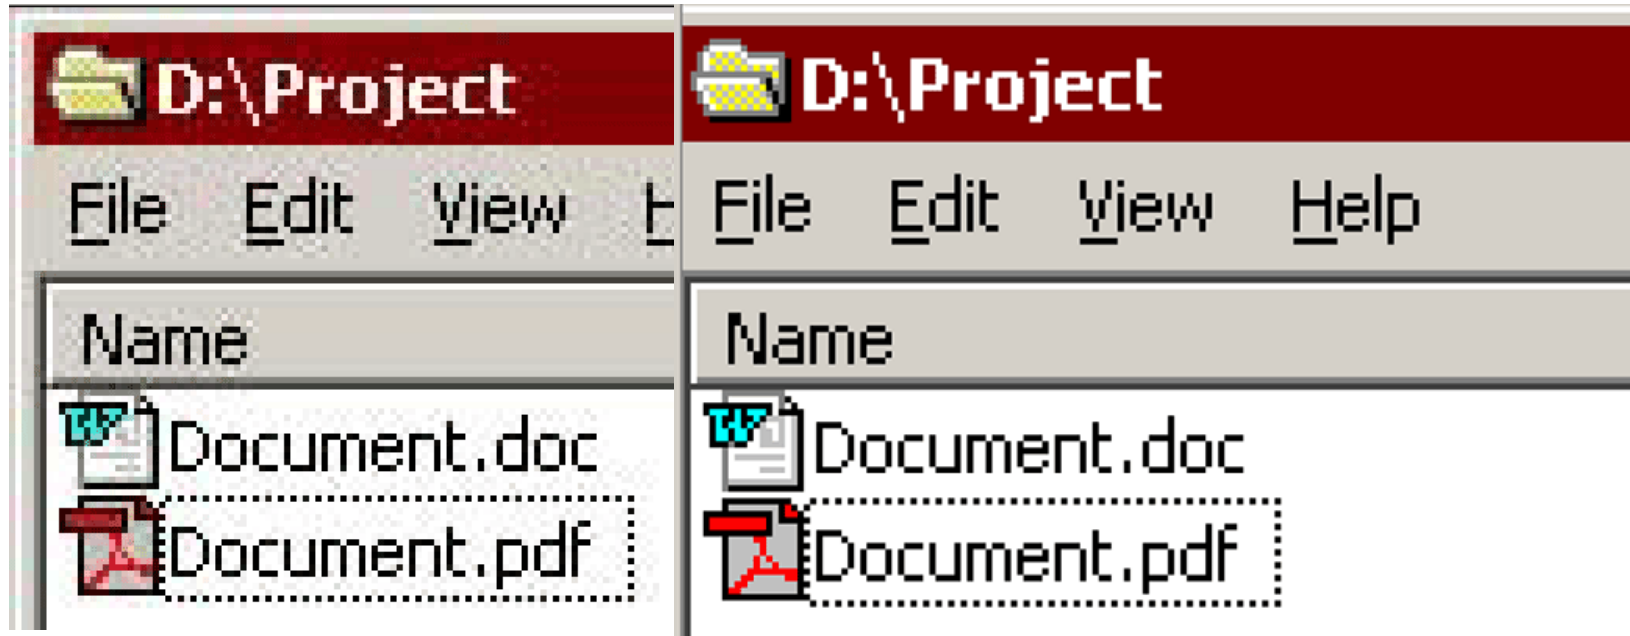 D:\Project
File Edit View H
Name
W
Document.doc
Document.pdf
D:\Project
File Edit View Help
Name
W
Document.doc
Document.pdf